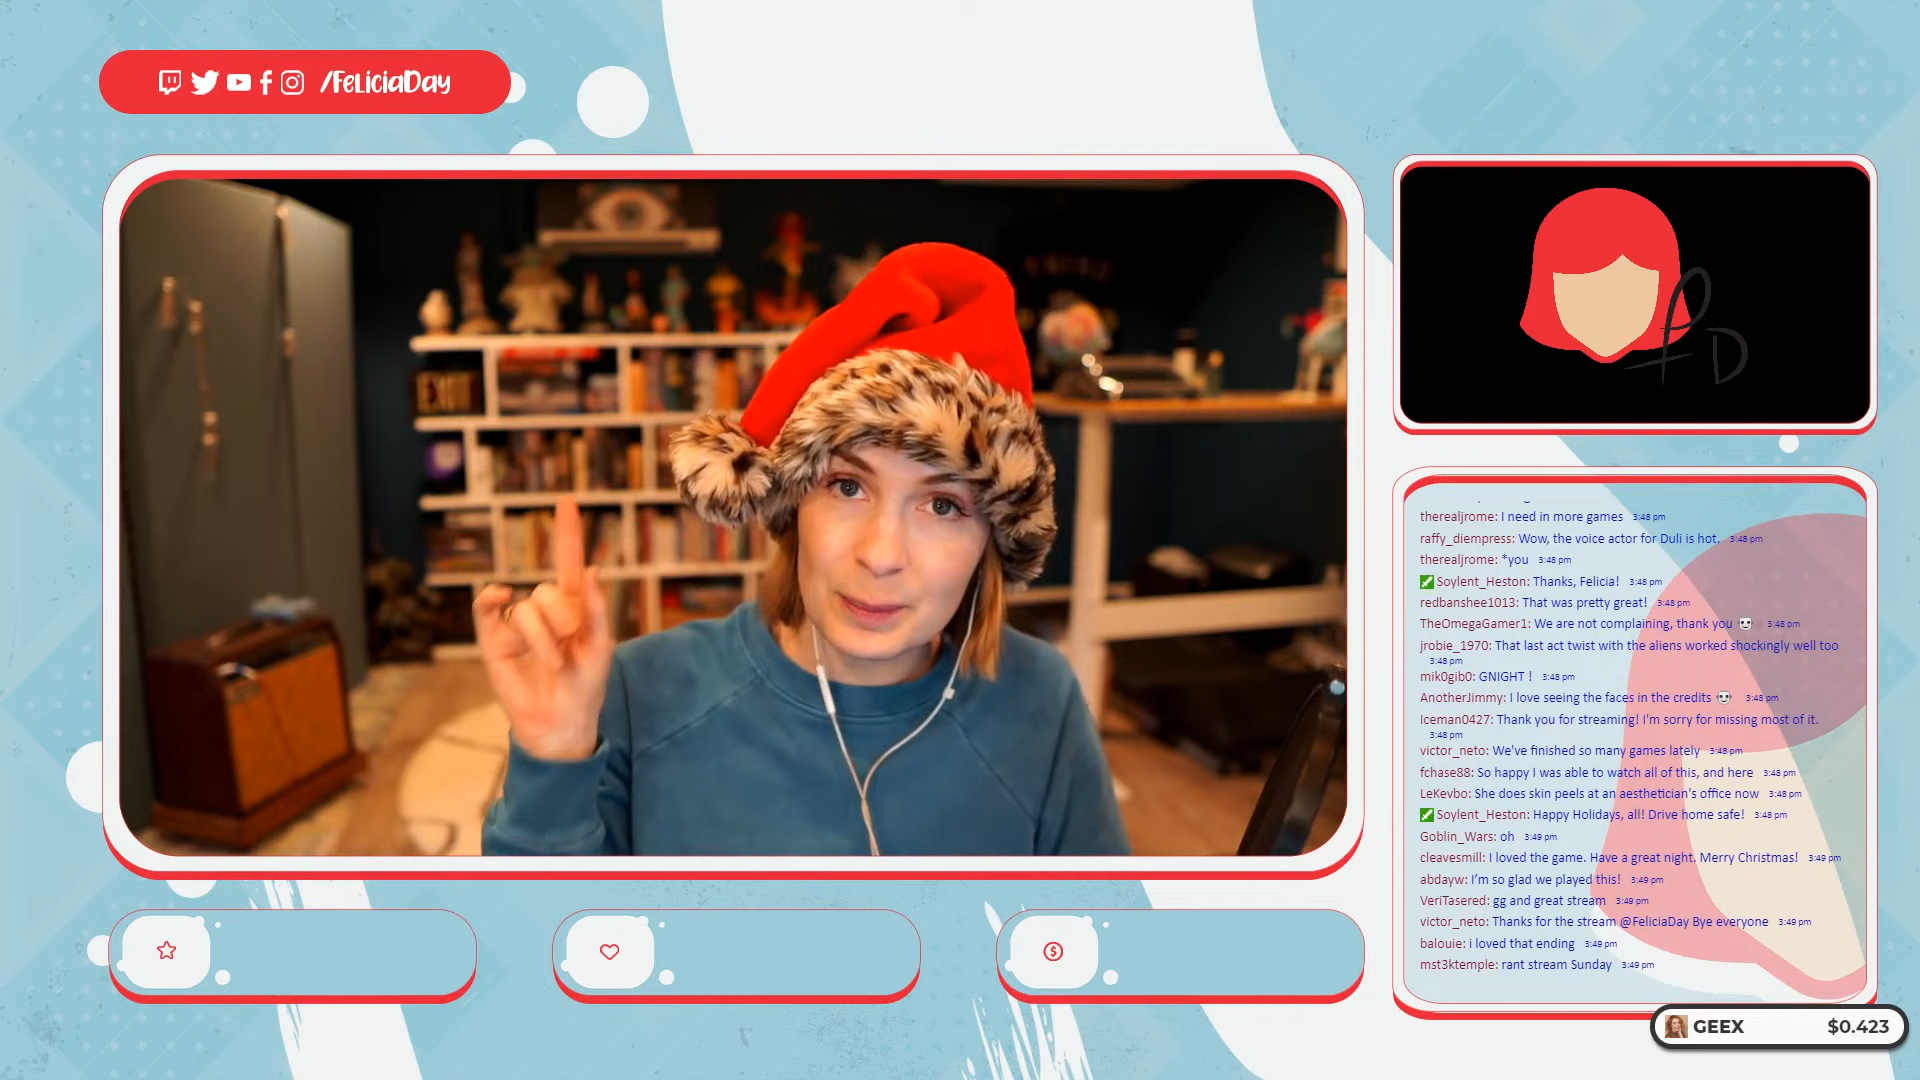 /FeLiciaDay
EXIT
FD
therealjrome: I need in more games 3:48 pm
raffy_diempress: Wow, the voice actor for Duli is hot. 3:48 pm
therealjrome: *you 3:48 pm
Soylent_Heston: Thanks, Felicia! 3:48 pm
redbanshee1013: That was pretty great! 3:48 pm
TheOmegaGamer1: We are not complaining, thank you 3:48 pm
jrobie_1970: That last act twist with the aliens worked shockingly well too
3:48 pm
mik0gib0: GNIGHT ! 3:48 pm
AnotherJimmy: I love seeing the faces in the credits 3:48 pm
Iceman0427: Thank you for streaming! I'm sorry for missing most of it.
3:48 pm
victor_neto: We've finished so many games lately 3:48 pm
fchase88: So happy I was able to watch all of this, and here 3:48 pm
LeKevbo: She does skin peels at an aesthetician's office now 3:48 pm
Soylent_Heston: Happy Holidays, all! Drive home safe! 3:48 pm
Goblin_Wars: oh 3:49 pm
cleavesmill: I loved the game. Have a great night. Merry Christmas! 3:49 pm
abdayw: I'm so glad we played this! 3:49 pm
VeriTasered: gg and great stream 3:49 pm
victor_neto: Thanks for the stream @FeliciaDay Bye everyone 3:49 pm
balouie: i loved that ending 3:49 pm
mst3ktemple: rant stream Sunday 3:49 pm
GEEX $0.423